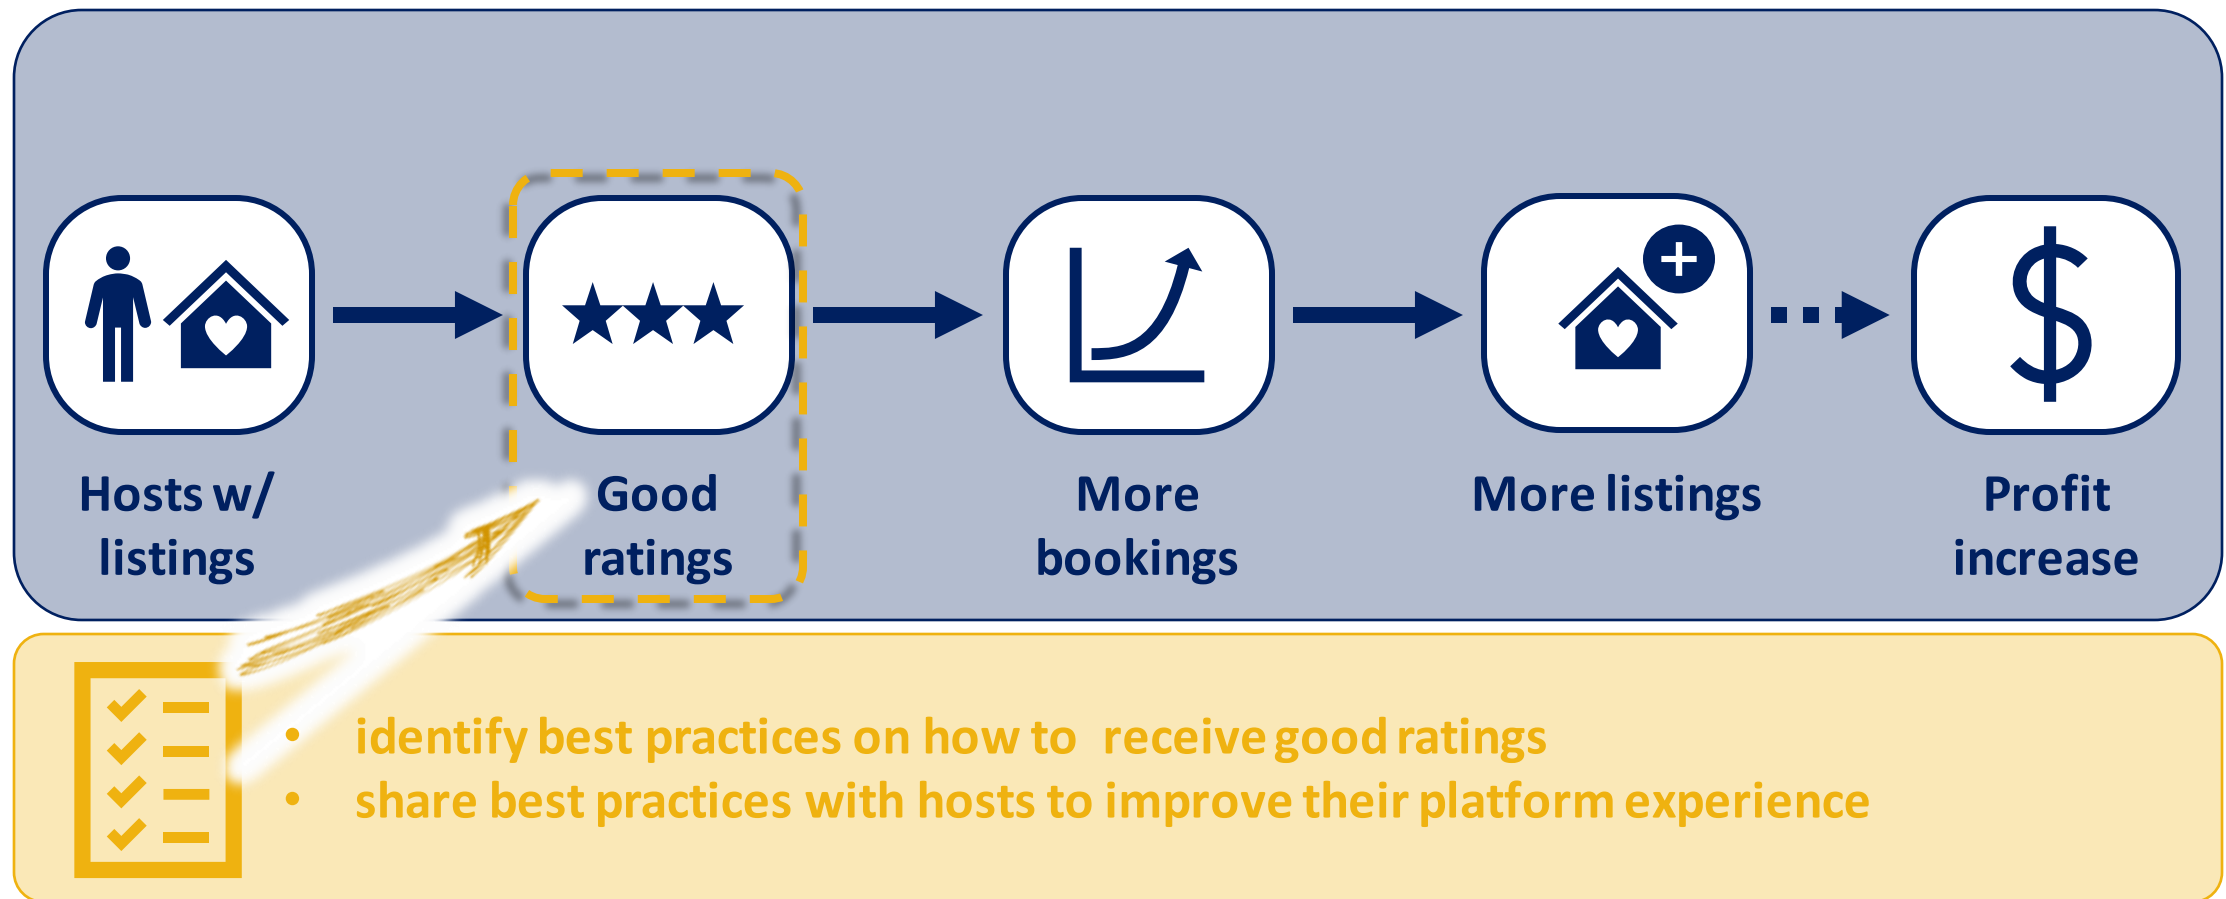 Hosts w/
listings
Good
ratings
More
bookings
More listings
Profit
increase
• identify best practices on how to receive good ratings
• share best practices with hosts to improve their platform experience